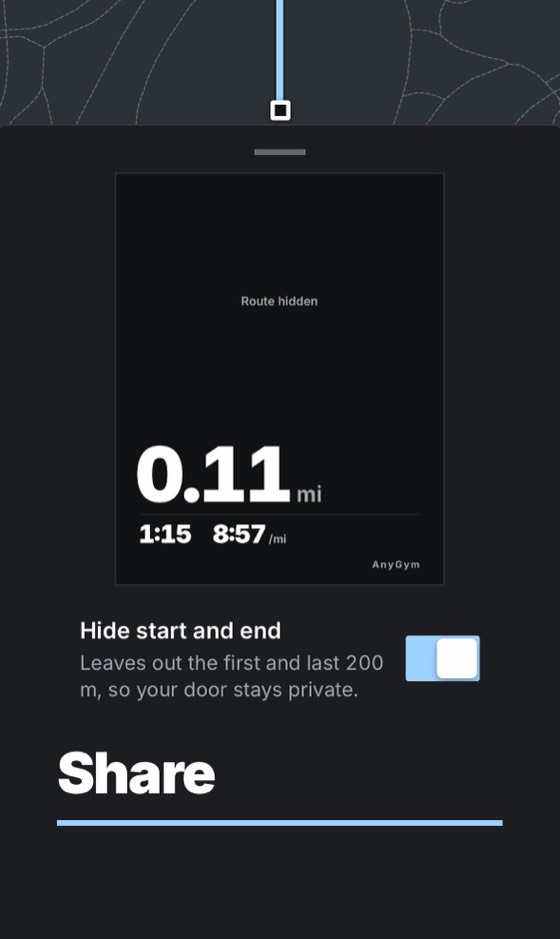 Route hidden
0.11 mi
1:15 8:57 /mi
AnyGym
Hide start and end
Leaves out the first and last 200
m, so your door stays private.
Share